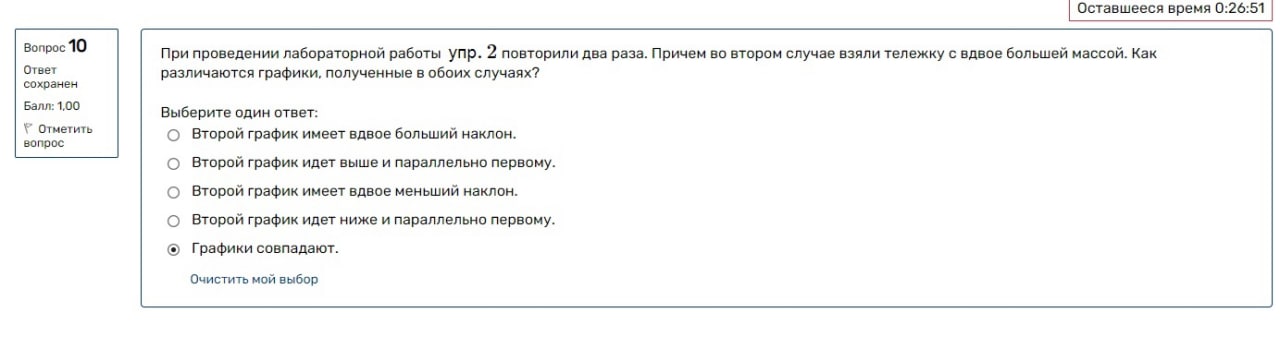 Оставшееся время 0:26:51
Вопрос 10
Ответ
сохранен
Балл: 1,00
Отметить
вопрос
При проведении лабораторной работы упр. 2 повторили два раза. Причем во втором случае взяли тележку с вдвое большей массой. Как
различаются графики, полученные в обоих случаях?
Выберите один ответ:
Второй график имеет вдвое больший наклон.
Второй график идет выше и параллельно первому.
Второй график имеет вдвое меньший наклон.
Второй график идет ниже и параллельно первому.
Графики совпадают.
Очистить мой выбор